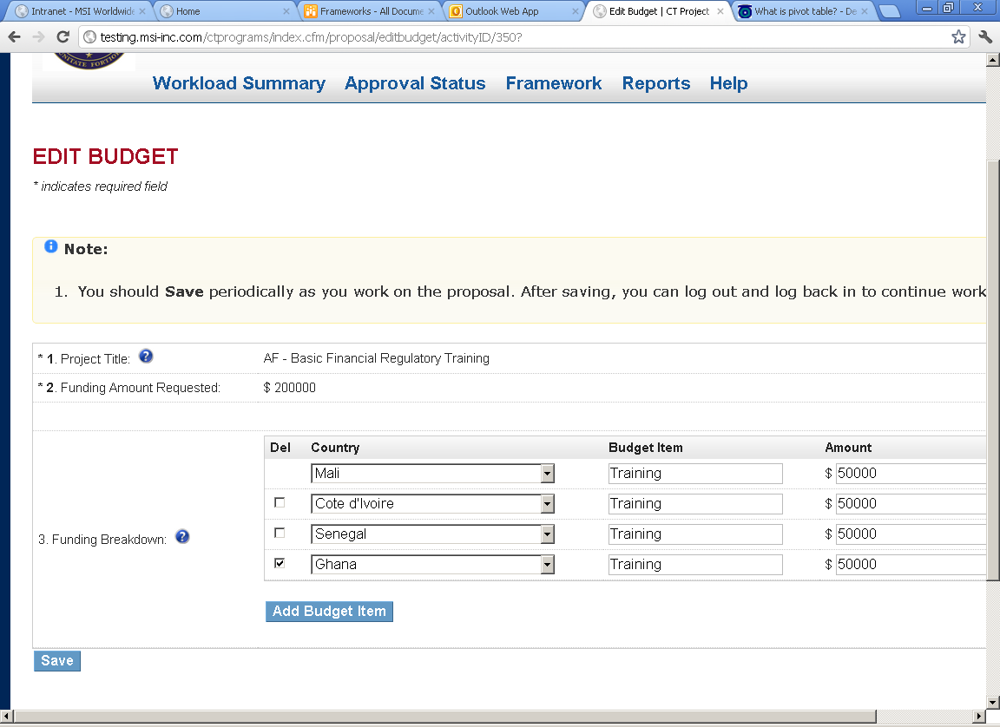 Intranet - MSI Worldwide
Home
Frameworks - All Docume
Outlook Web App
Edit Budget | CT Project
What is pivot table? - De
testing.msi-inc.com/ctprograms/index.cfm/proposal/editbudget/activityID/350?
UNITATE FORTIOR
Workload Summary Approval Status Framework Reports Help
EDIT BUDGET
* indicates required field
Note:
1. You should Save periodically as you work on the proposal. After saving, you can log out and log back in to continue work
* 1. Project Title: AF - Basic Financial Regulatory Training
* 2. Funding Amount Requested: $ 200000
Del Country Budget Item Amount
Mali Training $ 50000
Cote d'Ivoire Training $ 50000
Senegal Training $ 50000
3. Funding Breakdown:
Ghana Training $ 50000
Add Budget Item
Save